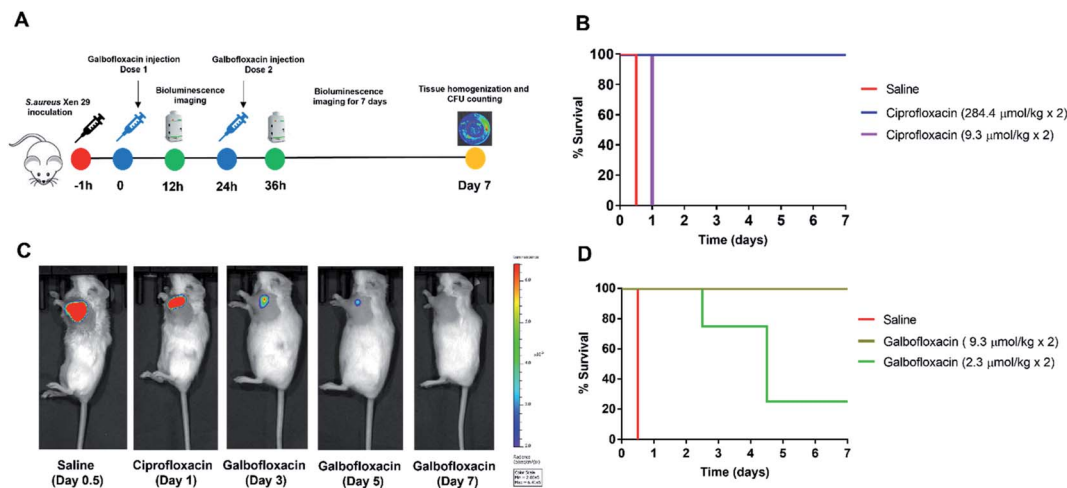 A
Galbofloxacin injection
Dose 1
Galbofloxacin injection
Dose 2
S.aureus Xen 29
inoculation
Bioluminescence
imaging
Bioluminescence
imaging for 7 days
Tissue homogenization and
CFU counting
-1h
0
12h
24h
36h
Day 7
B
% Survival
100
80
60
40
20
0
0 1 2 3 4 5 6 7
Time (days)
Saline
Ciprofloxacin (284.4 μmol/kg x 2)
Ciprofloxacin (9.3 μmol/kg x 2)
C
Saline
(Day 0.5)
Ciprofloxacin
(Day 1)
Galbofloxacin
(Day 3)
Galbofloxacin
(Day 5)
Galbofloxacin
(Day 7)
Radiance
Color Scale
D
% Survival
100
80
60
40
20
0
0 1 2 3 4 5 6 7
Time (days)
Saline
Galbofloxacin ( 9.3 μmol/kg x 2)
Galbofloxacin (2.3 μmol/kg x 2)